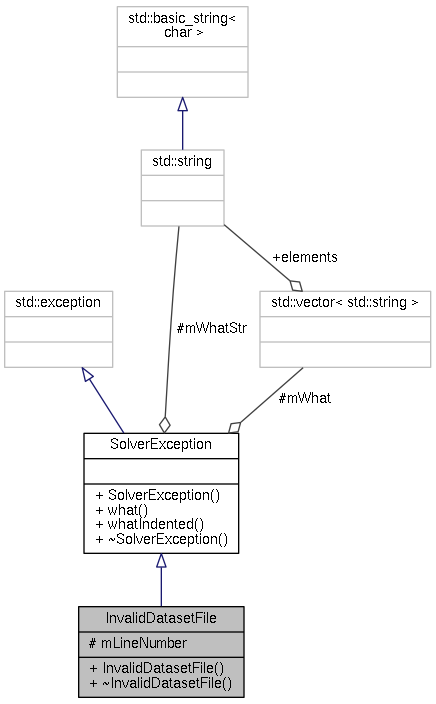 std::basic_string<
char >
std::string
+elements
std::exception
std::vector< std::string >
#mWhatStr
#mWhat
SolverException
+ SolverException()
+ what()
+ whatIndented()
+ ~SolverException()
InvalidDatasetFile
# mLineNumber
+ InvalidDatasetFile()
+ ~InvalidDatasetFile()